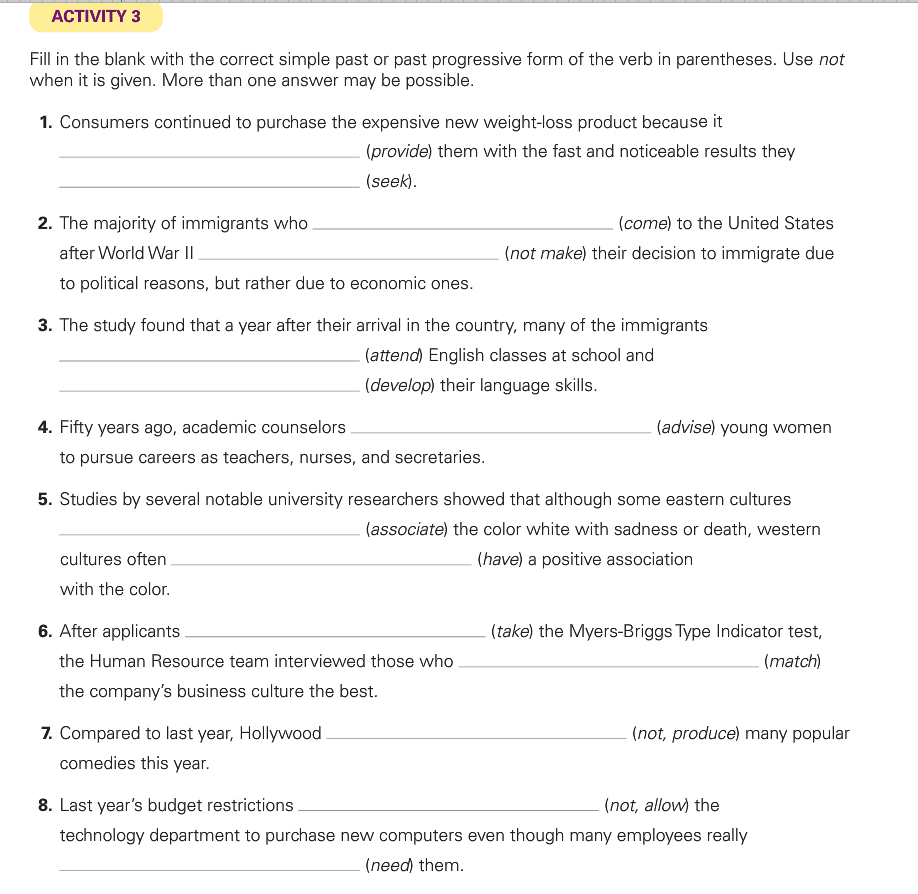 ACTIVITY 3
Fill in the blank with the correct simple past or past progressive form of the verb in parentheses. Use not
when it is given. More than one answer may be possible.
1. Consumers continued to purchase the expensive new weight-loss product because it
______________ (provide) them with the fast and noticeable results they
______________ (seek).
2. The majority of immigrants who ______________ (come) to the United States
after World War II ______________ (not make) their decision to immigrate due
to political reasons, but rather due to economic ones.
3. The study found that a year after their arrival in the country, many of the immigrants
______________ (attend) English classes at school and
______________ (develop) their language skills.
4. Fifty years ago, academic counselors ______________ (advise) young women
to pursue careers as teachers, nurses, and secretaries.
5. Studies by several notable university researchers showed that although some eastern cultures
______________ (associate) the color white with sadness or death, western
cultures often ______________ (have) a positive association
with the color.
6. After applicants ______________ (take) the Myers-Briggs Type Indicator test,
the Human Resource team interviewed those who ______________ (match)
the company's business culture the best.
7. Compared to last year, Hollywood ______________ (not, produce) many popular
comedies this year.
8. Last year's budget restrictions ______________ (not, allow) the
technology department to purchase new computers even though many employees really
______________ (need) them.